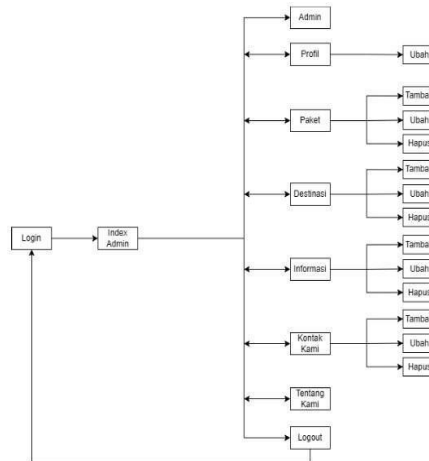 Admin
Profil
Ubah
Paket
Tamba
Ubah
Hapus
Destinasi
Tamba
Ubah
Hapus
Login
Index
Admin
Informasi
Tamba
Ubah
Hapus
Kontak
Kami
Tamba
Ubah
Hapus
Tentang
Kami
Logout